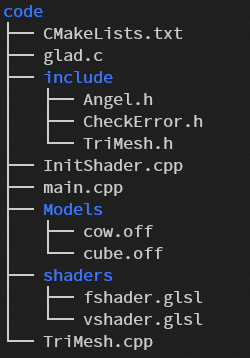 code
CMakeLists.txt
glad.c
include
Angel.h
CheckError.h
TriMesh.h
InitShader.cpp
main.cpp
Models
cow.off
cube.off
shaders
fshader.glsl
vshader.glsl
TriMesh.cpp